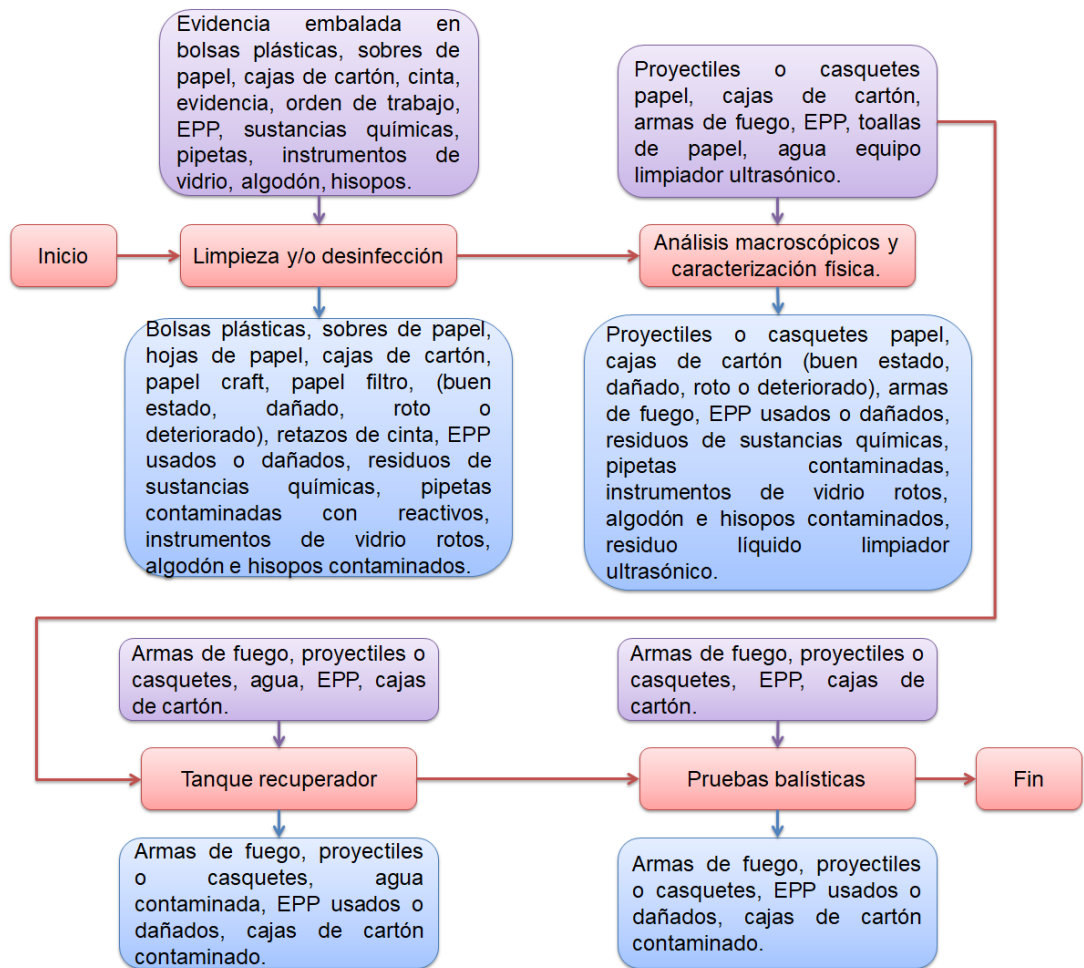 Evidencia embalada en
bolsas plásticas, sobres de
papel, cajas de cartón, cinta,
evidencia, orden de trabajo,
EPP, sustancias químicas,
pipetas, instrumentos de
vidrio, algodón, hisopos.
Proyectiles o casquetes
papel, cajas de cartón,
armas de fuego, EPP, toallas
de papel, agua equipo
limpiador ultrasónico.
Inicio
Limpieza y/o desinfección
Análisis macroscópicos y
caracterización física.
Bolsas plásticas, sobres de papel,
hojas de papel, cajas de cartón,
papel craft, papel filtro, (buen
estado, dañado, roto o
deteriorado), retazos de cinta, EPP
usados o dañados, residuos de
sustancias químicas, pipetas
contaminadas con reactivos,
instrumentos de vidrio rotos,
algodón e hisopos contaminados.
Proyectiles o casquetes papel,
cajas de cartón (buen estado,
dañado, roto o deteriorado), armas
de fuego, EPP usados o dañados,
residuos de sustancias químicas,
pipetas contaminadas,
instrumentos de vidrio rotos,
algodón e hisopos contaminados,
residuo líquido limpiador
ultrasónico.
Armas de fuego, proyectiles o
casquetes, agua, EPP, cajas
de cartón.
Armas de fuego, proyectiles o
casquetes, EPP, cajas de
cartón.
Tanque recuperador
Pruebas balísticas
Fin
Armas de fuego, proyectiles
o casquetes, agua
contaminada, EPP usados o
dañados, cajas de cartón
contaminado.
Armas de fuego, proyectiles
o casquetes, EPP usados o
dañados, cajas de cartón
contaminado.